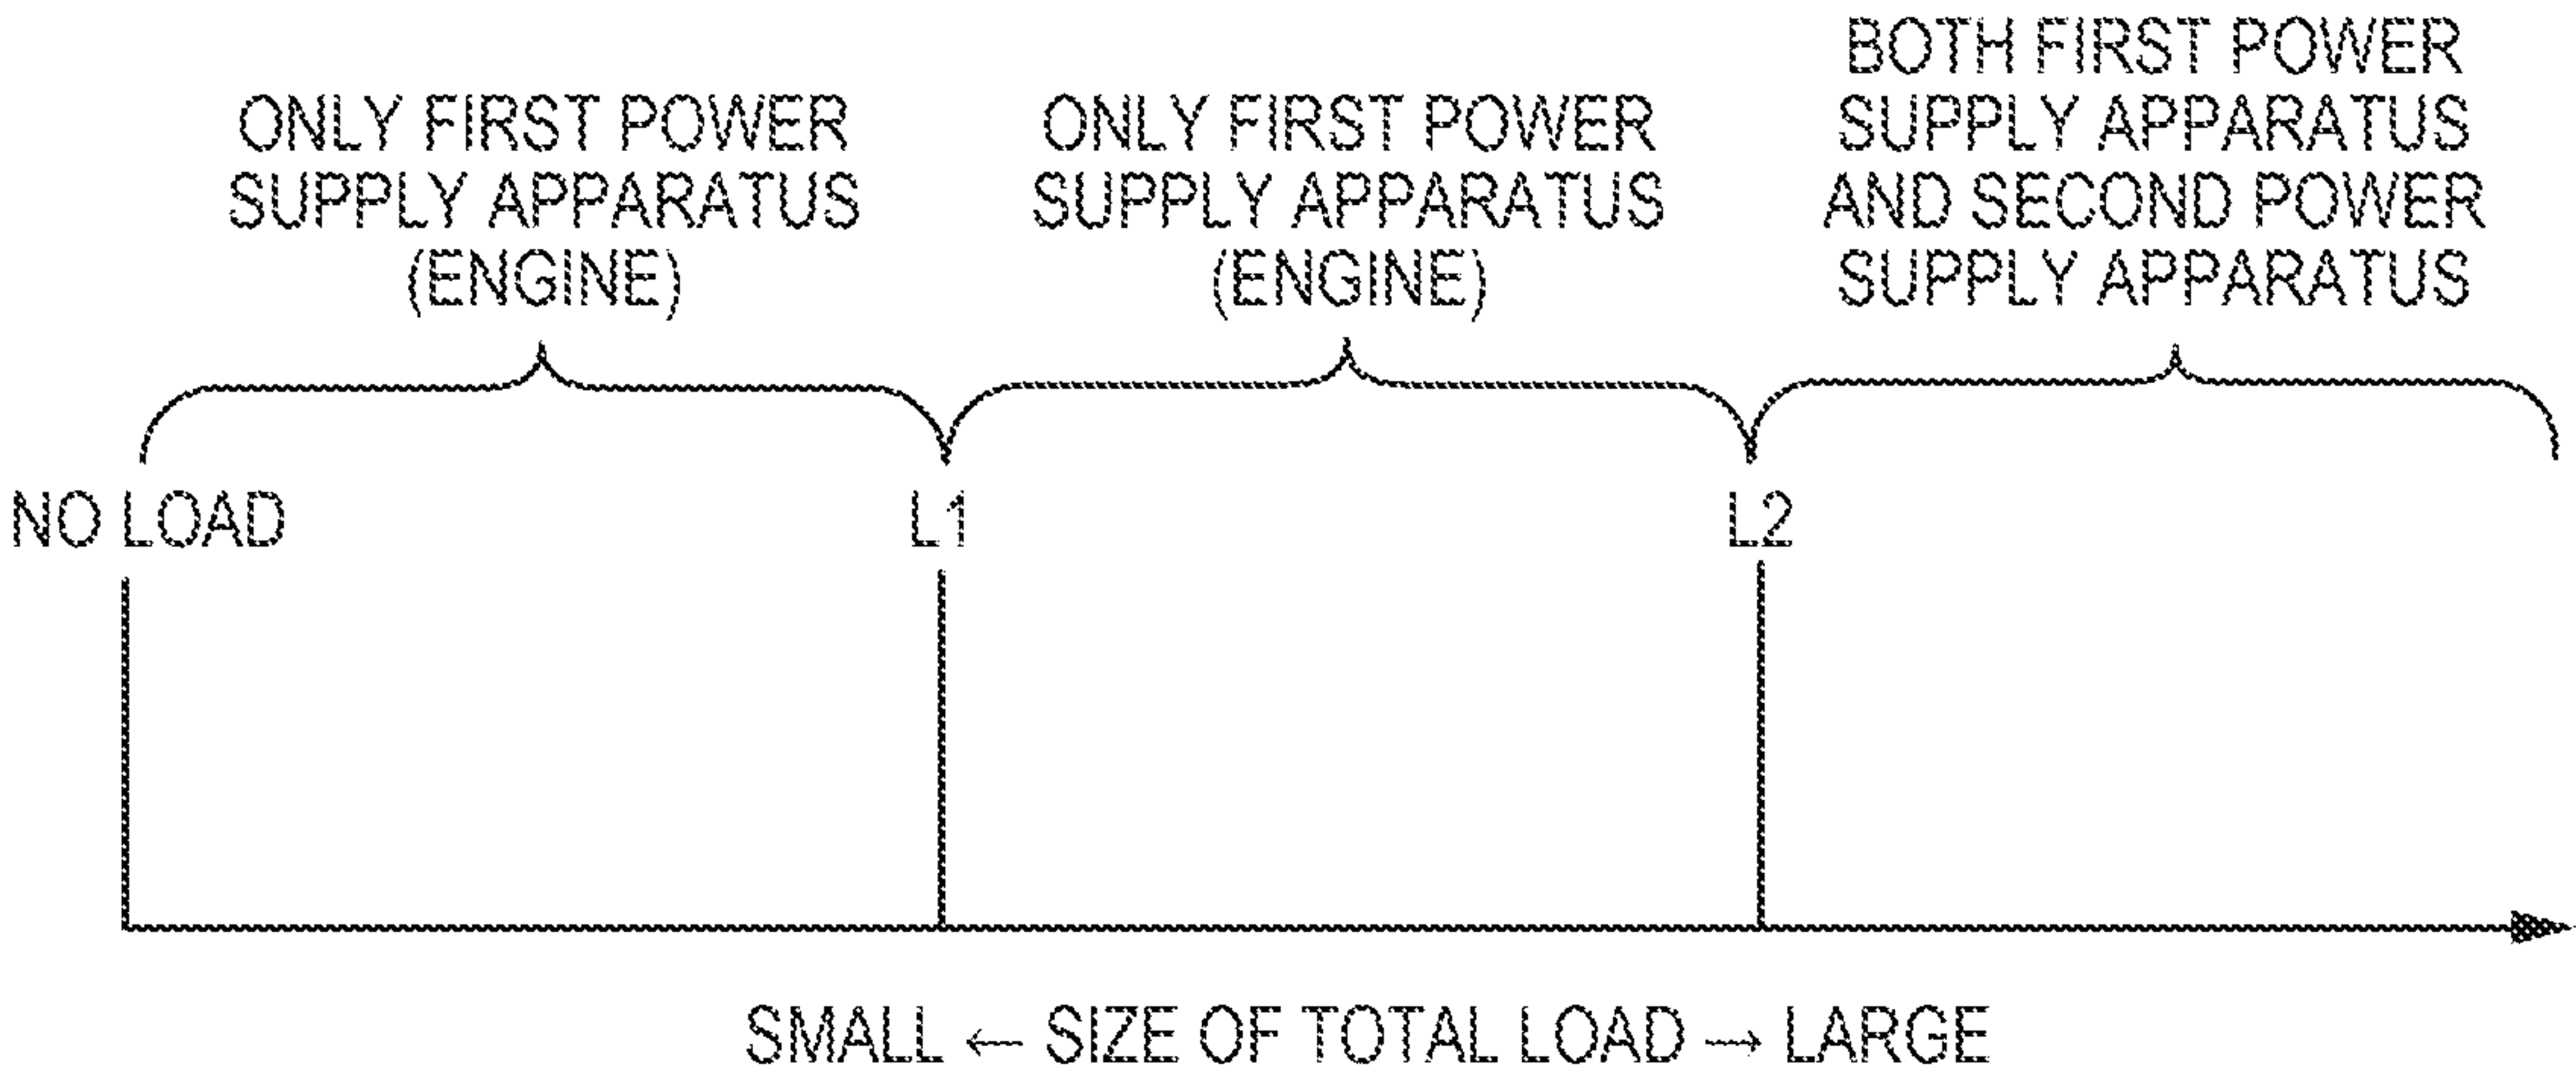 ONLY FIRST POWER
SUPPLY APPARATUS
(ENGINE)
ONLY FIRST POWER
SUPPLY APPARATUS
(ENGINE)
BOTH FIRST POWER
SUPPLY APPARATUS
AND SECOND POWER
SUPPLY APPARATUS
NO LOAD
L1
L2
SMALL ← SIZE OF TOTAL LOAD → LARGE